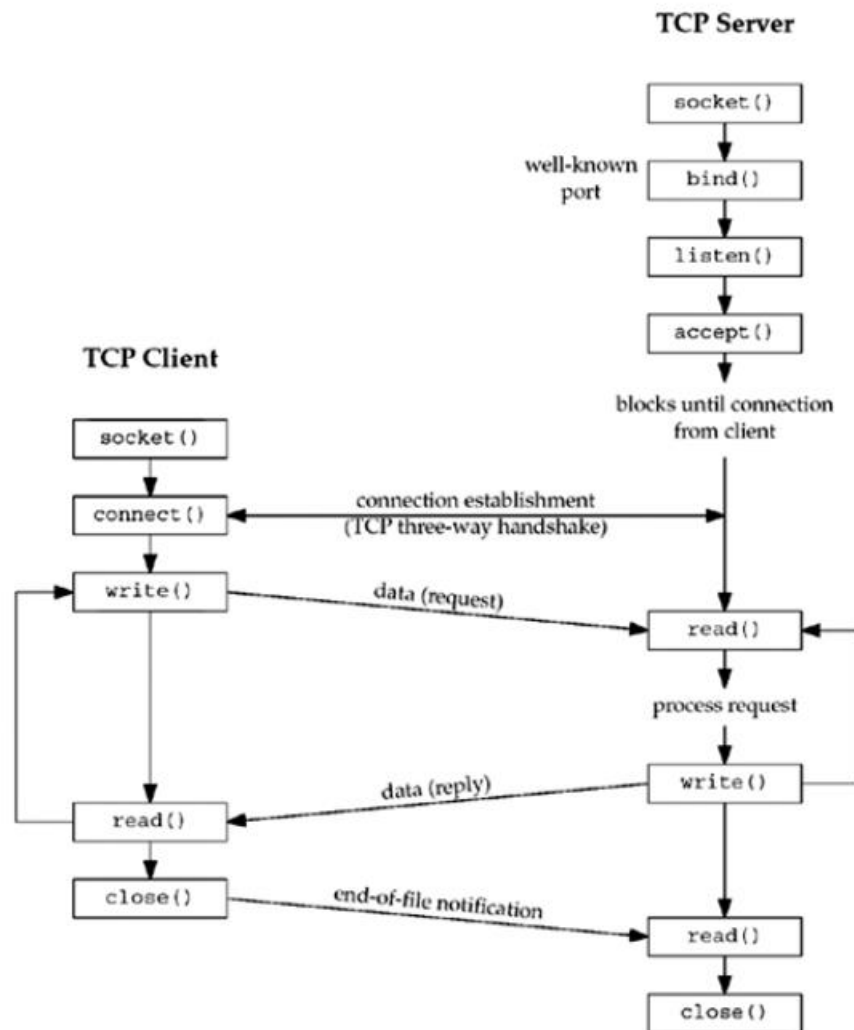 TCP Server
socket()
well-known
port
bind()
listen()
accept()
TCP Client
blocks until connection
from client
socket()
connect()
connection establishment
(TCP three-way handshake)
write()
data (request)
read()
process request
write()
data (reply)
read()
close()
end-of-file notification
read()
close()